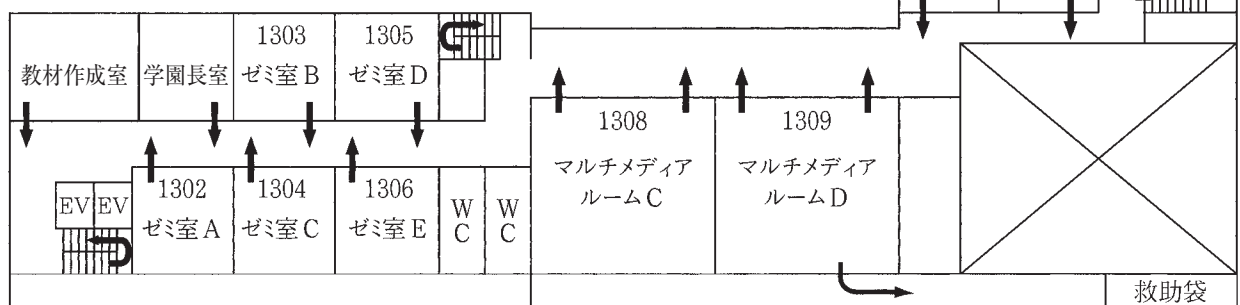 教材作成室
学園長室
1303
ゼミ室B
1305
ゼミ室D
1302
ゼミ室A
1304
ゼミ室C
1306
ゼミ室E
EV
EV
WC
WC
1308
マルチメディア
ルームC
1309
マルチメディア
ルームD
救助袋